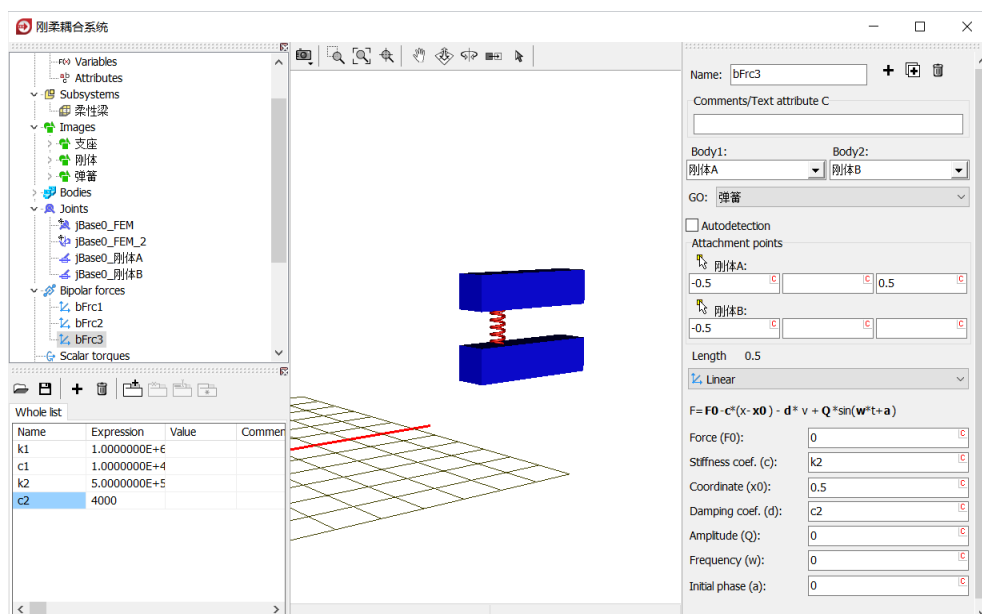 刚柔耦合系统
Variables
Attributes
Subsystems
柔性梁
Images
支座
刚体
弹簧
Bodies
Joints
jBase0_FEM
jBase0_FEM_2
jBase0_刚体A
jBase0_刚体B
Bipolar forces
bFrc1
bFrc2
bFrc3
Scalar torques
Whole list
Name Expression Value Commen
k1 1.0000000E+6
c1 1.0000000E+4
k2 5.0000000E+5
c2 4000
Name: bFrc3
Comments/Text attribute C
Body1: Body2:
刚体A 刚体B
GO: 弹簧
Autodetection
Attachment points
刚体A:
-0.5 C C 0.5 C
刚体B:
-0.5 C C C
Length 0.5
Linear
F=F0-c*(x-x0) - d* v + Q*sin(w*t+a)
Force (F0): 0 C
Stiffness coef. (c): k2 C
Coordinate (x0): 0.5 C
Damping coef. (d): c2 C
Amplitude (Q): 0 C
Frequency (w): 0 C
Initial phase (a): 0 C